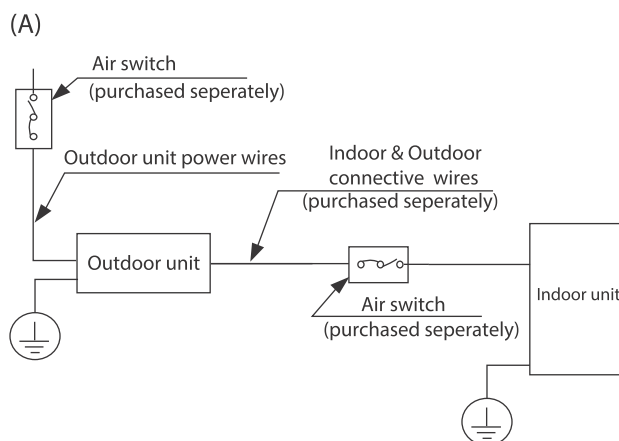 (A)
Air switch
(purchased seperately)
Outdoor unit power wires
Indoor & Outdoor
connective wires
(purchased seperately)
Outdoor unit
Air switch
(purchased seperately)
Indoor unit